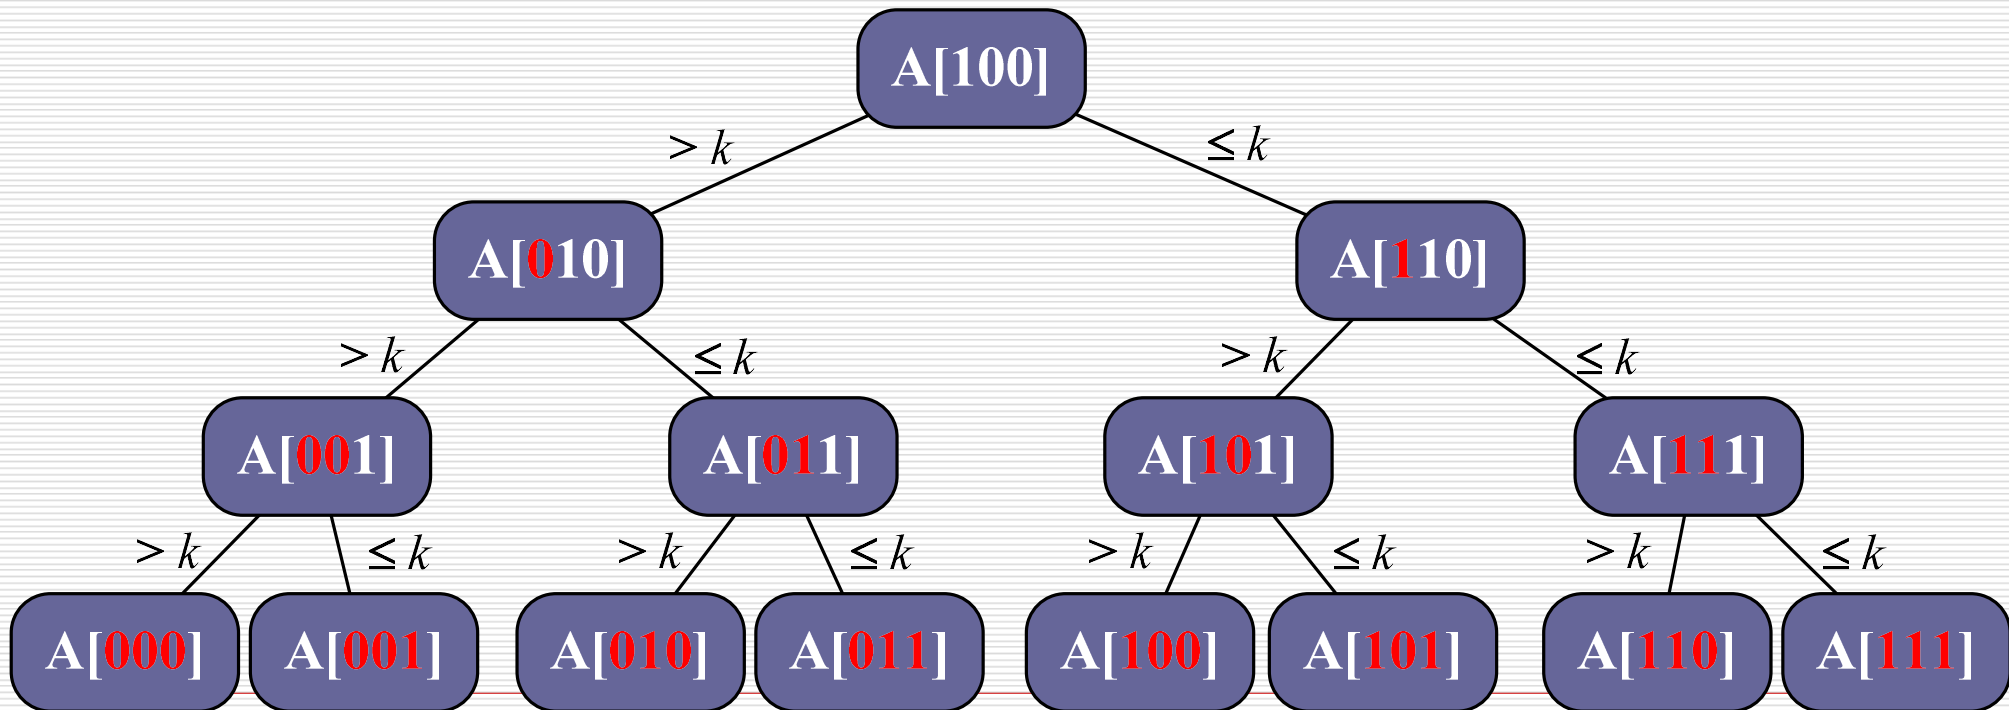 A[100]
> k ≤ k
A[010] A[110]
> k ≤ k > k ≤ k
A[001] A[011] A[101] A[111]
> k ≤ k > k ≤ k > k ≤ k > k ≤ k
A[000] A[001] A[010] A[011] A[100] A[101] A[110] A[111]